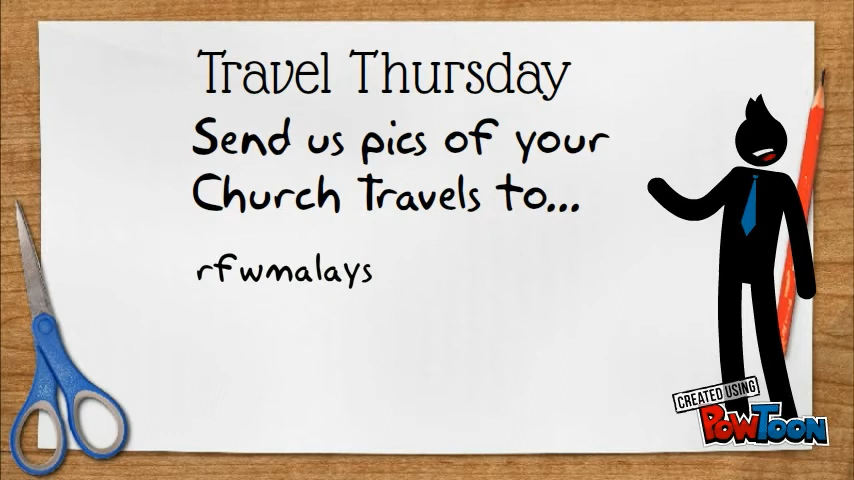 Travel Thursday
Send us pics of your
Church Travels to...
rfwmalays
CREATED USING
POWTOON